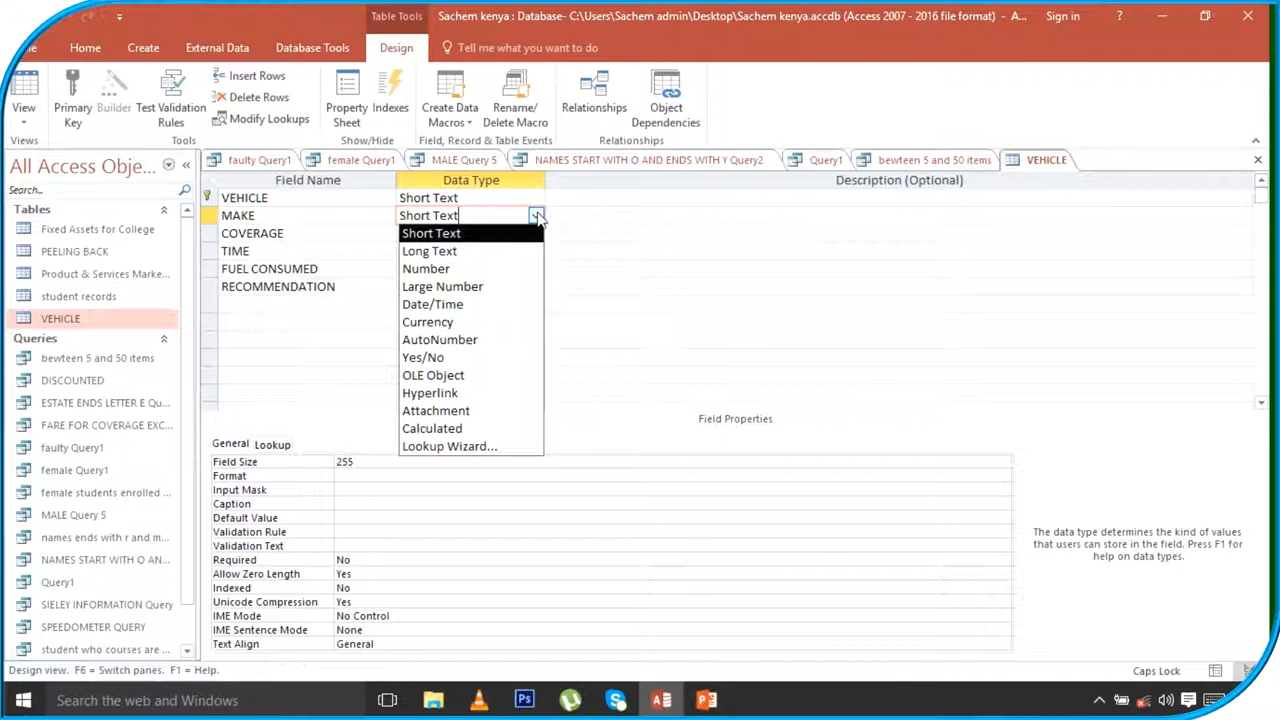 Table Tools
Sachem kenya : Database- C:\Users\Sachem admin\Desktop\Sachem kenya.accdb (Access 2007 - 2016 file format) - A...
Sign in
?
Home
Create
External Data
Database Tools
Design
Tell me what you want to do
View
Primary Key
Builder
Test Validation Rules
Insert Rows
Delete Rows
Modify Lookups
Property Sheet
Indexes
Create Data Macros
Rename/ Delete Macro
Relationships
Object Dependencies
Views
Tools
Show/Hide
Field, Record & Table Events
Relationships
All Access Obje...
Search...
Tables
Fixed Assets for College
PEELING BACK
Product & Services Marke...
student records
VEHICLE
Queries
bewteen 5 and 50 items
DISCOUNTED
ESTATE ENDS LETTER E Qu...
FARE FOR COVERAGE EXC...
faulty Query1
female Query1
female students enrolled ...
MALE Query 5
names ends with r and m...
NAMES START WITH O AN...
Query1
SIELEY INFORMATION Query
SPEEDOMETER QUERY
student who courses are ...
faulty Query1
female Query1
MALE Query 5
NAMES START WITH O AND ENDS WITH Y Query2
Query1
bewteen 5 and 50 items
VEHICLE
Field Name
Data Type
Description (Optional)
VEHICLE
Short Text
MAKE
Short Text
COVERAGE
TIME
FUEL CONSUMED
RECOMMENDATION
Short Text
Long Text
Number
Large Number
Date/Time
Currency
AutoNumber
Yes/No
OLE Object
Hyperlink
Attachment
Calculated
Lookup Wizard...
Field Properties
General
Lookup
Field Size 255
Format
Input Mask
Caption
Default Value
Validation Rule
Validation Text
Required No
Allow Zero Length Yes
Indexed No
Unicode Compression Yes
IME Mode No Control
IME Sentence Mode None
Text Align General
The data type determines the kind of values
that users can store in the field. Press F1 for
help on data types.
Design view. F6 = Switch panes. F1 = Help.
Caps Lock
Search the web and Windows
Ps